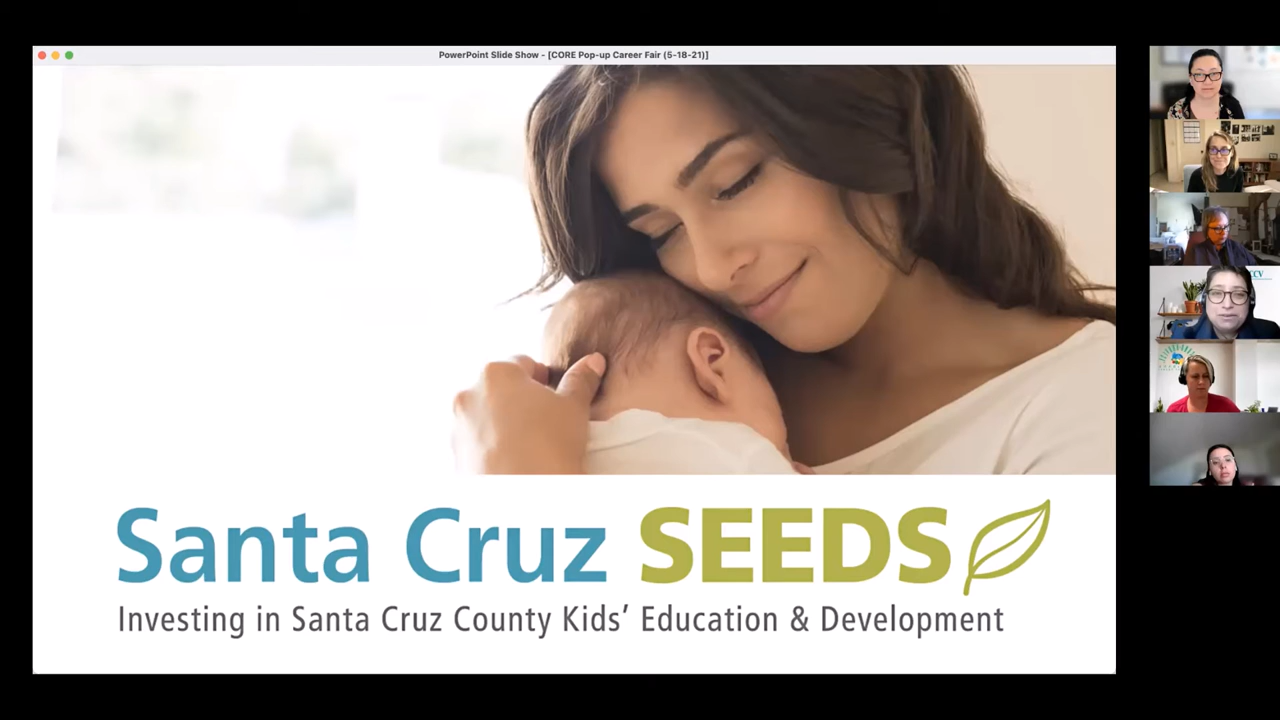 PowerPoint Slide Show - [CORE Pop-up Career Fair (5-18-21)]
CCV
Santa Cruz SEEDS
Investing in Santa Cruz County Kids’ Education & Development